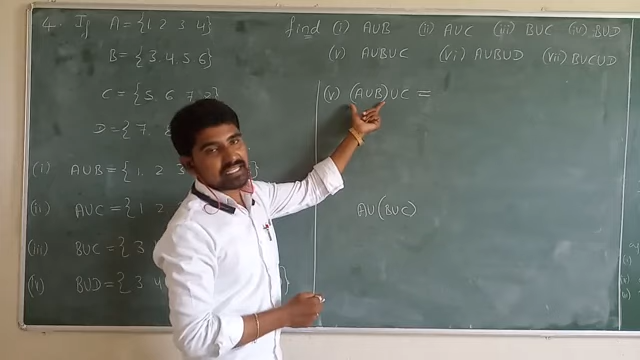 4. If A = {1, 2, 3, 4} find (i) AUB (ii) AUC (iii) BUC (iv) BUD
B = {3, 4, 5, 6} (v) AUBUC (vi) AUBUD (vii) BUCUD
C = {5, 6, 7,
D = {7,
(v) (AUB)UC =
(i) AUB = {1, 2 3
(ii) AUC = {1 2
AU(BUC)
(iii) BUC = {3
(iv) BUD = {3 4